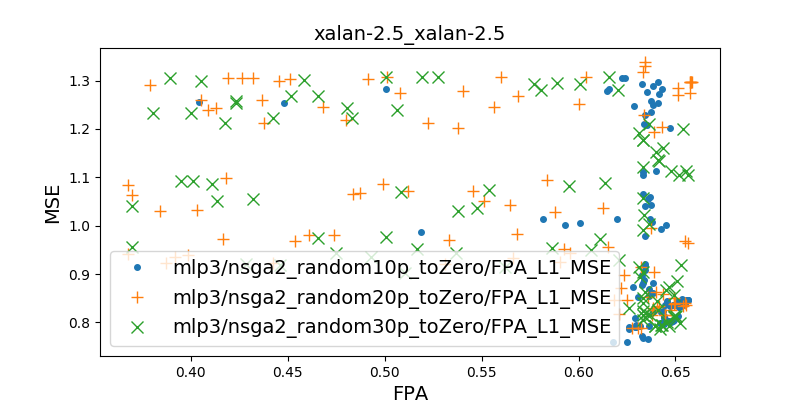 xalan-2.5_xalan-2.5
1.3
1.2
1.1
1.0
0.9
0.8
MSE
mlp3/nsga2_random10p_toZero/FPA_L1_MSE
mlp3/nsga2_random20p_toZero/FPA_L1_MSE
mlp3/nsga2_random30p_toZero/FPA_L1_MSE
0.40 0.45 0.50 0.55 0.60 0.65
FPA